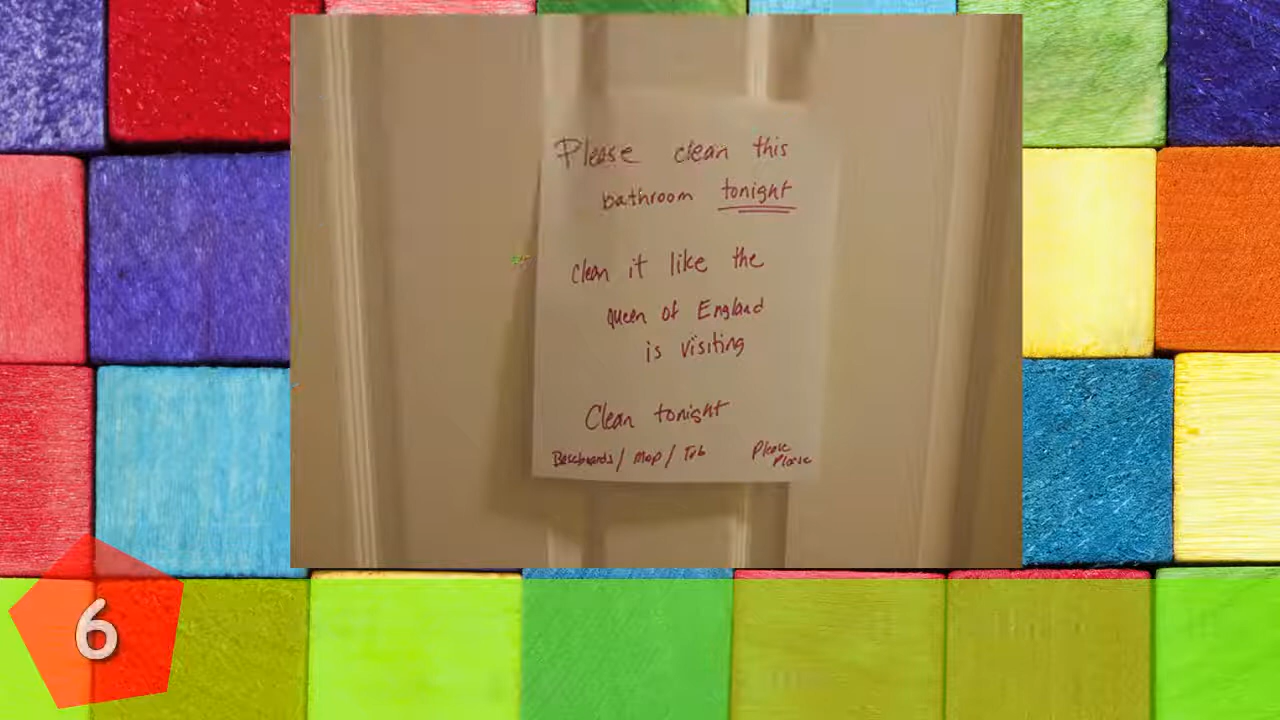 Please clean this
bathroom tonight
clean it like the
queen of England
is visiting
Clean tonight
Baseboards/ Mop/ Tub
Please
Please
6